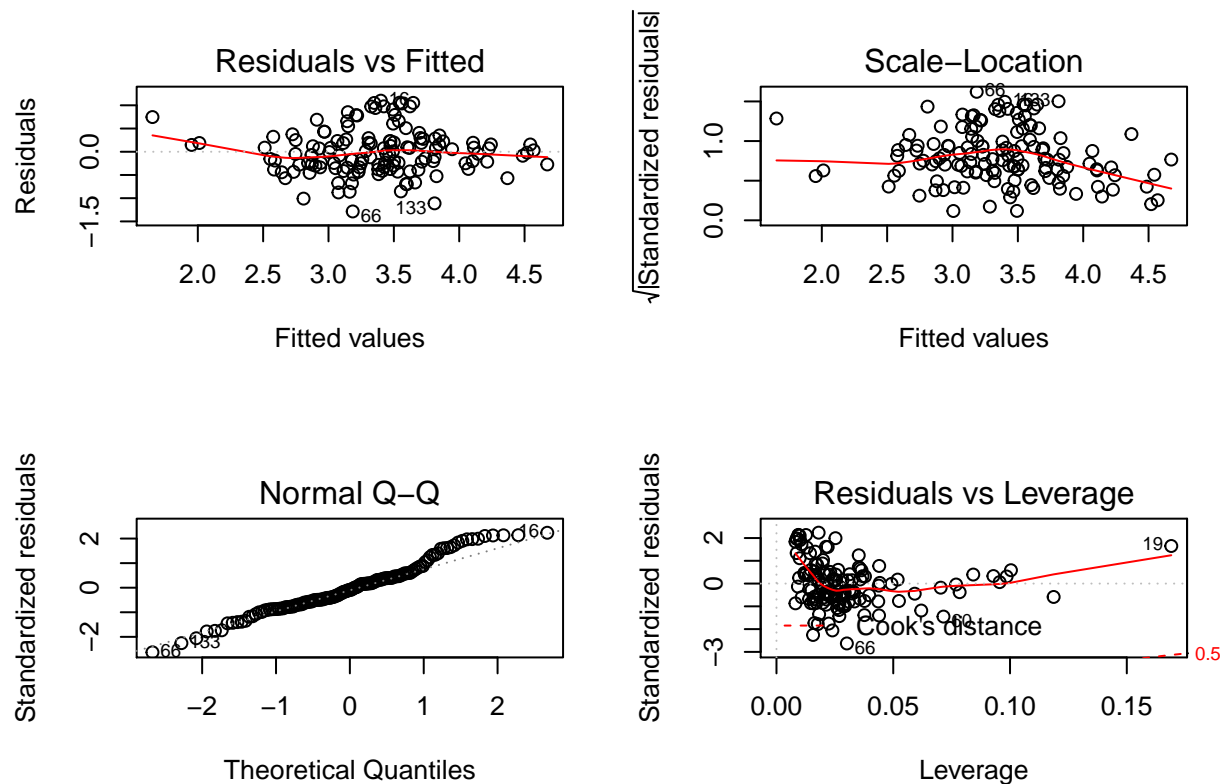 Residuals vs Fitted
Residuals
0.0
−1.5
16
66
133
2.0 2.5 3.0 3.5 4.0 4.5
Fitted values
Scale−Location
√|Standardized residuals|
1.0
0.0
66
133
2.0 2.5 3.0 3.5 4.0 4.5
Fitted values
Normal Q−Q
Standardized residuals
2
0
−2
16
133
66
−2 −1 0 1 2
Theoretical Quantiles
Residuals vs Leverage
Standardized residuals
2
0
−3
19
60
Cook's distance
66
0.5
0.00 0.05 0.10 0.15
Leverage